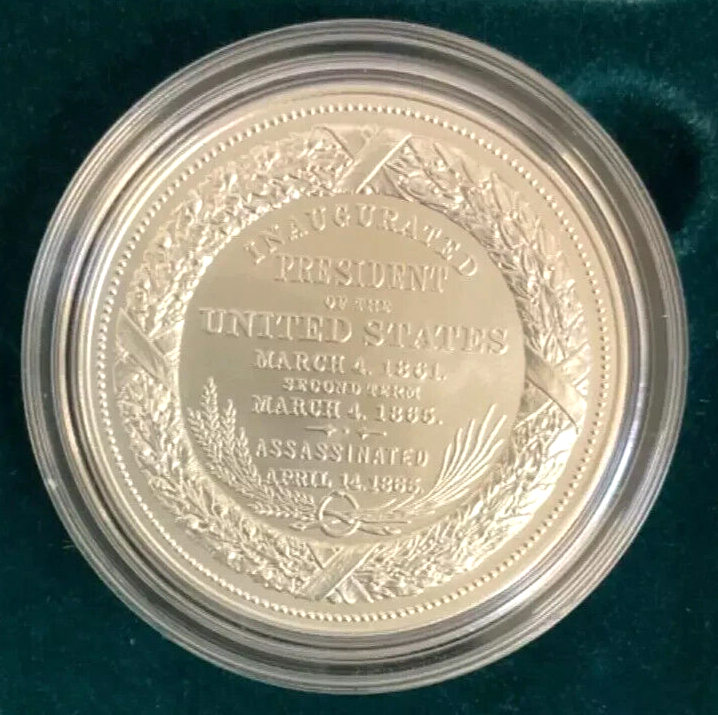 INAUGURATED
PRESIDENT
OF THE
UNITED STATES
MARCH 4. 1861.
SECOND TERM
MARCH 4. 1865.
ASSASSINATED
APRIL 14.1865.